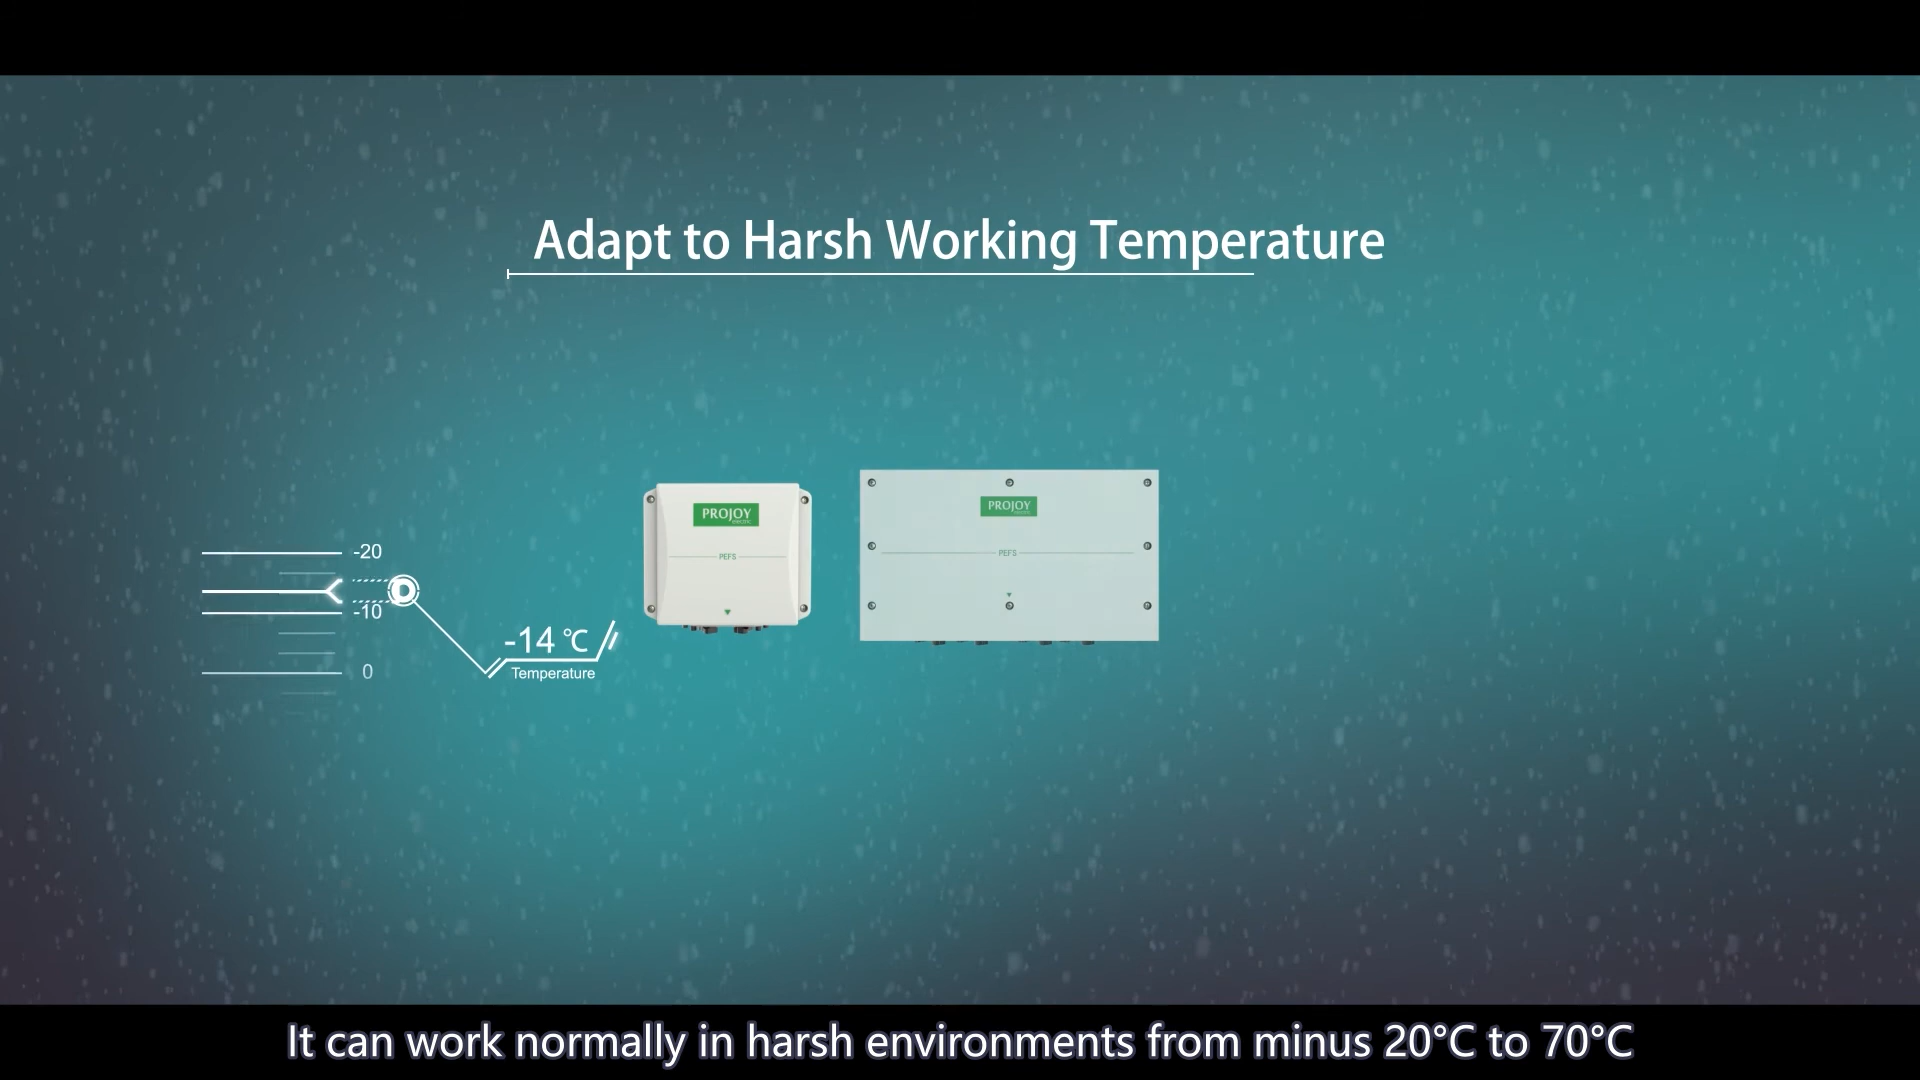 Adapt to Harsh Working Temperature
PROJOY
PEFS
PROJOY
PEFS
-20
-10
0
-14 ℃
Temperature
It can work normally in harsh environments from minus 20°C to 70°C